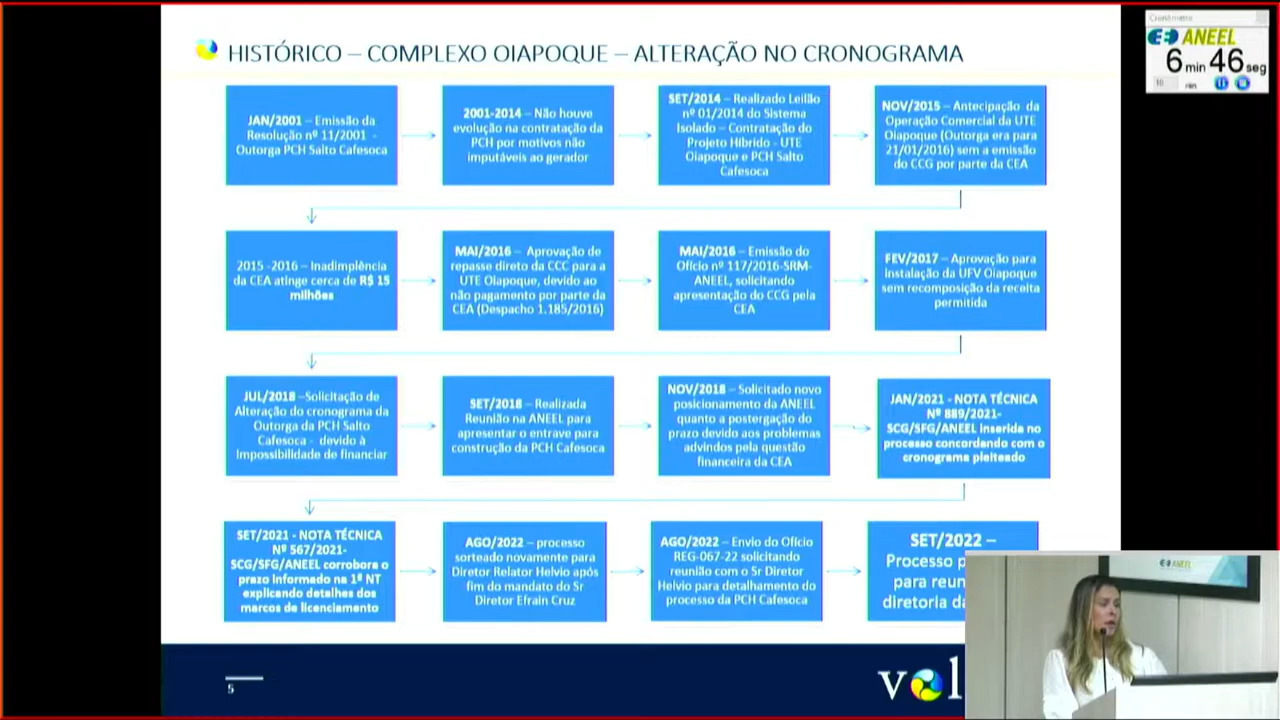 HISTÓRICO – COMPLEXO OIAPOQUE – ALTERAÇÃO NO CRONOGRAMA
Cronômetro
ANEEL
6 min 46 seg
10 min
JAN/2001 – Emissão da
Resolução nº 11/2001 -
Outorga PCH Salto Cafesoca
2001-2014 – Não houve
evolução na contratação da
PCH por motivos não
imputáveis ao gerador
SET/2014 – Realizado Leilão
nº 01/2014 do Sistema
Isolado – Contratação do
Projeto Híbrido - UTE
Oiapoque e PCH Salto
Cafesoca
NOV/2015 – Antecipação da
Operação Comercial da UTE
Oiapoque (Outorga era para
21/01/2016) sem a emissão
do CCG por parte da CEA
2015 -2016 – Inadimplência
da CEA atinge cerca de R$ 15
milhões
MAI/2016 – Aprovação de
repasse direto da CCC para a
UTE Oiapoque, devido ao
não pagamento por parte da
CEA (Despacho 1.185/2016)
MAI/2016 – Emissão do
Ofício nº 117/2016-SRM-
ANEEL, solicitando
apresentação do CCG pela
CEA
FEV/2017 – Aprovação para
instalação da UFV Oiapoque
sem recomposição da receita
permitida
JUL/2018 –Solicitação de
Alteração do cronograma da
Outorga da PCH Salto
Cafesoca - devido à
impossibilidade de financiar
SET/2018 – Realizada
Reunião na ANEEL para
apresentar o entrave para
construção da PCH Cafesoca
NOV/2018 – Solicitado novo
posicionamento da ANEEL
quanto a postergação do
prazo devido aos problemas
advindos pela questão
financeira da CEA
JAN/2021 - NOTA TÉCNICA
Nº 889/2021-
SCG/SFG/ANEEL inserida no
processo concordando com o
cronograma pleiteado
SET/2021 - NOTA TÉCNICA
Nº 567/2021-
SCG/SFG/ANEEL corrobora o
prazo informado na 1ª NT
explicando detalhes dos
marcos de licenciamento
AGO/2022 – processo
sorteado novamente para
Diretor Relator Helvio após
fim do mandato do Sr
Diretor Efrain Cruz
AGO/2022 – Envio do Ofício
REG-067-22 solicitando
reunião com o Sr Diretor
Helvio para detalhamento do
processo da PCH Cafesoca
SET/2022 –
Processo p
para reun
diretoria da
ANEEL
5
vol